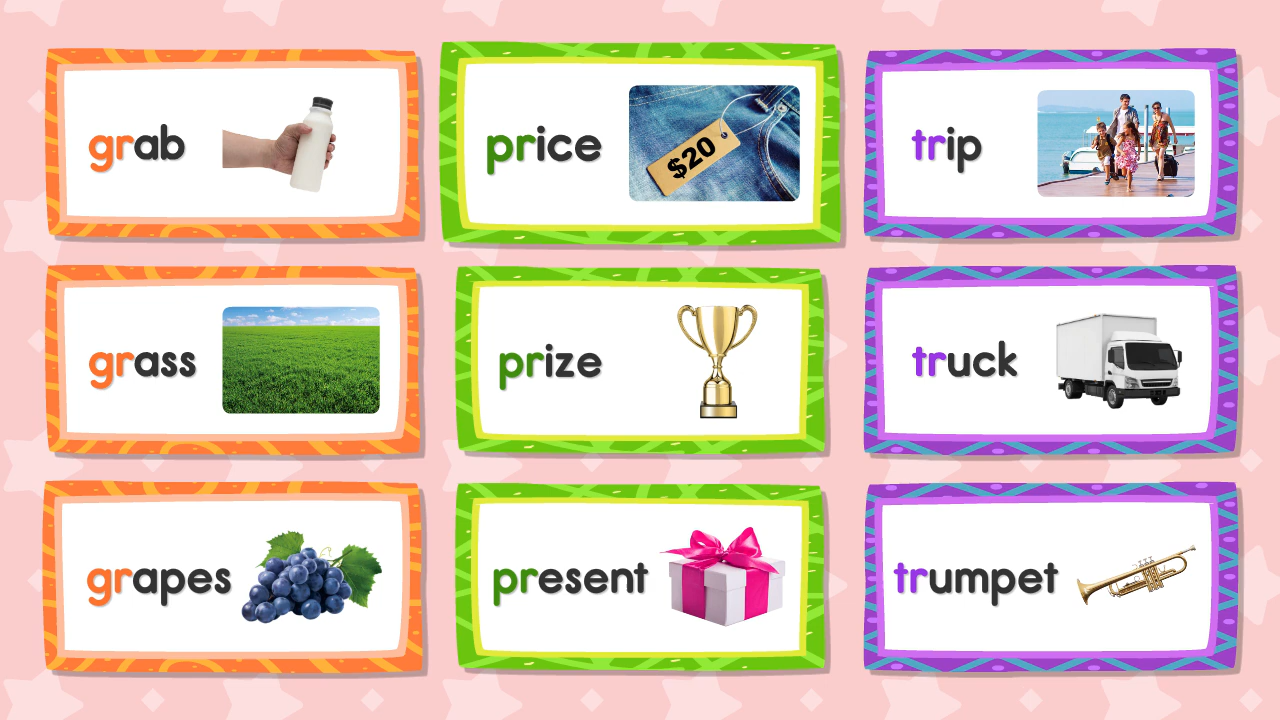 grab
price
$20
trip
grass
prize
truck
grapes
present
trumpet